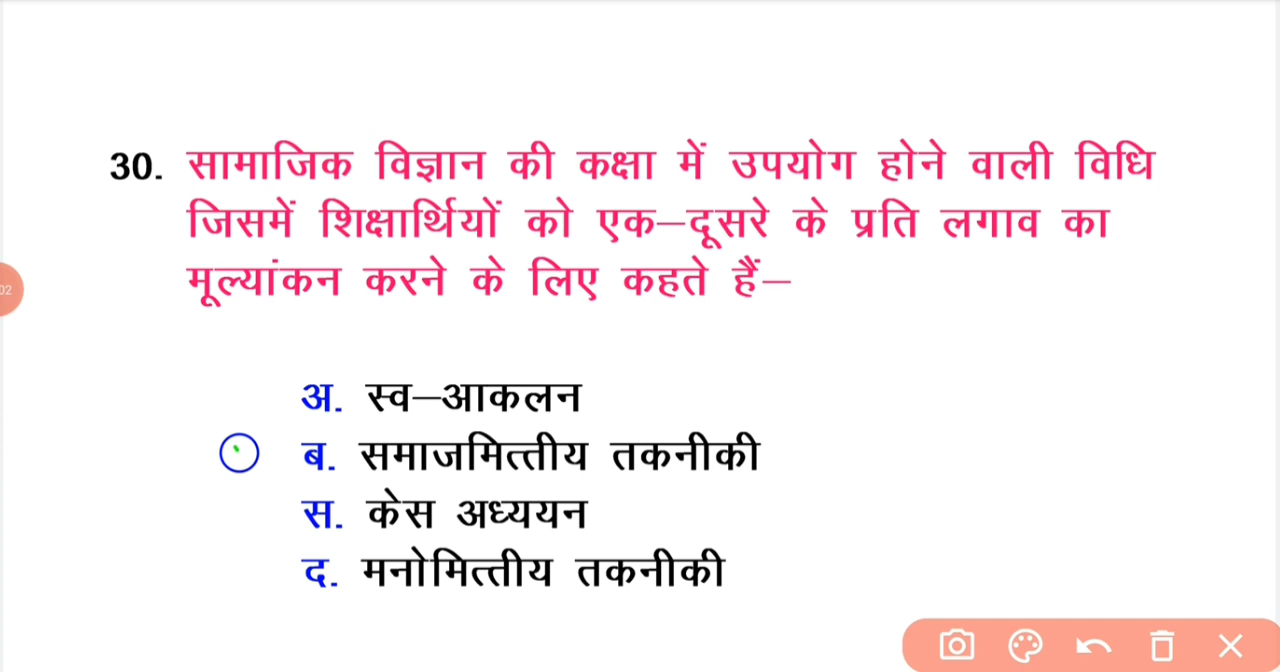 30. सामाजिक विज्ञान की कक्षा में उपयोग होने वाली विधि
जिसमें शिक्षार्थियों को एक–दूसरे के प्रति लगाव का
मूल्यांकन करने के लिए कहते हैं–
अ. स्व–आकलन
ब. समाजमित्तीय तकनीकी
स. केस अध्ययन
द. मनोमित्तीय तकनीकी
02